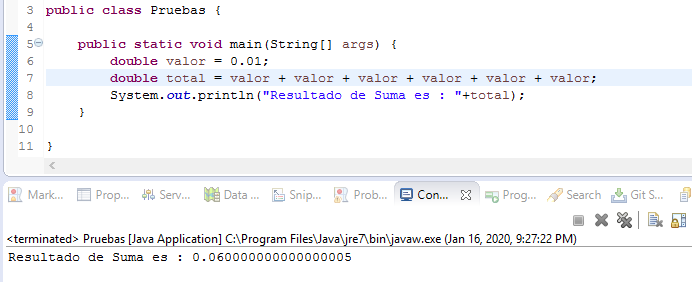 3 public class Pruebas {
4
5 public static void main(String[] args) {
6 double valor = 0.01;
7 double total = valor + valor + valor + valor + valor + valor;
8 System.out.println("Resultado de Suma es : "+total);
9 }
10
11 }
Mark... Prop... Serv... Data ... Snip... Prob... Con... Prog... Search Git S...
<terminated> Pruebas [Java Application] C:\Program Files\Java\jre7\bin\javaw.exe (Jan 16, 2020, 9:27:22 PM)
Resultado de Suma es : 0.060000000000000005